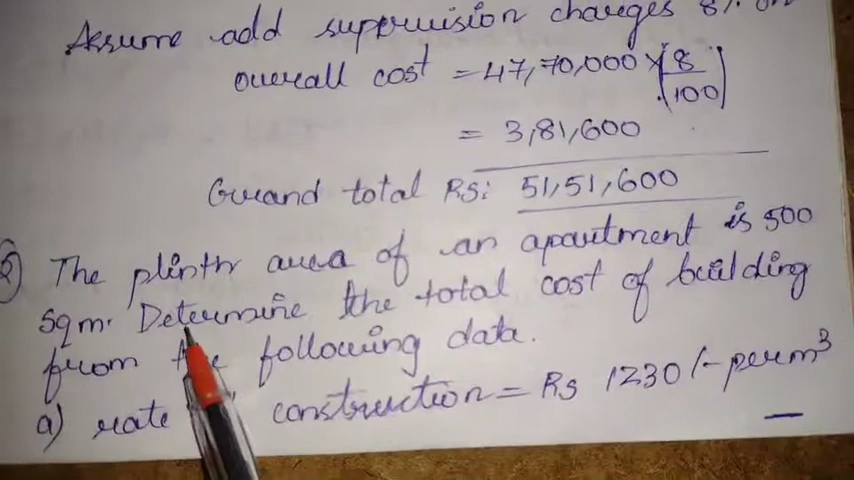 Assume add supervision charges 8% on
overall cost = 47,70,000 x (8/100)
= 3,81,600
Grand total Rs: 51,51,600
2) The plinth area of an apartment is 500
sqm. Determine the total cost of building
from the following data.
a) rate construction = Rs 1230/- per m³